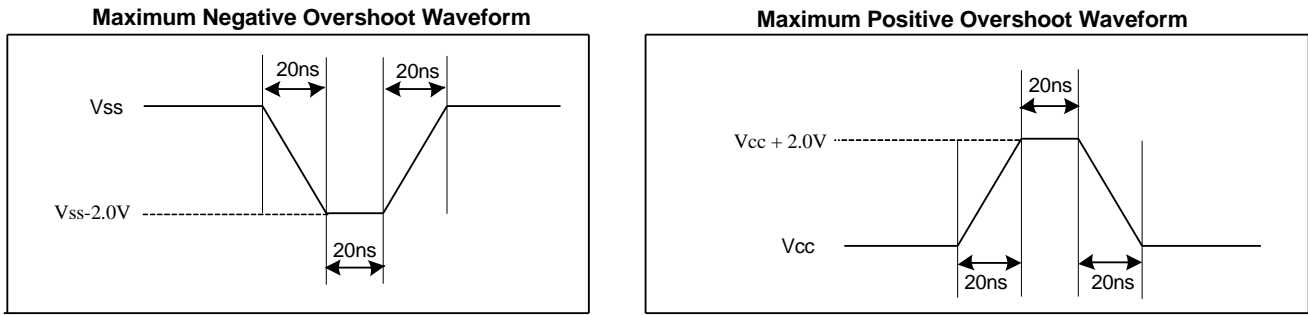 Maximum Negative Overshoot Waveform
20ns
20ns
Vss
Vss-2.0V
20ns
Maximum Positive Overshoot Waveform
20ns
Vcc + 2.0V
Vcc
20ns
20ns